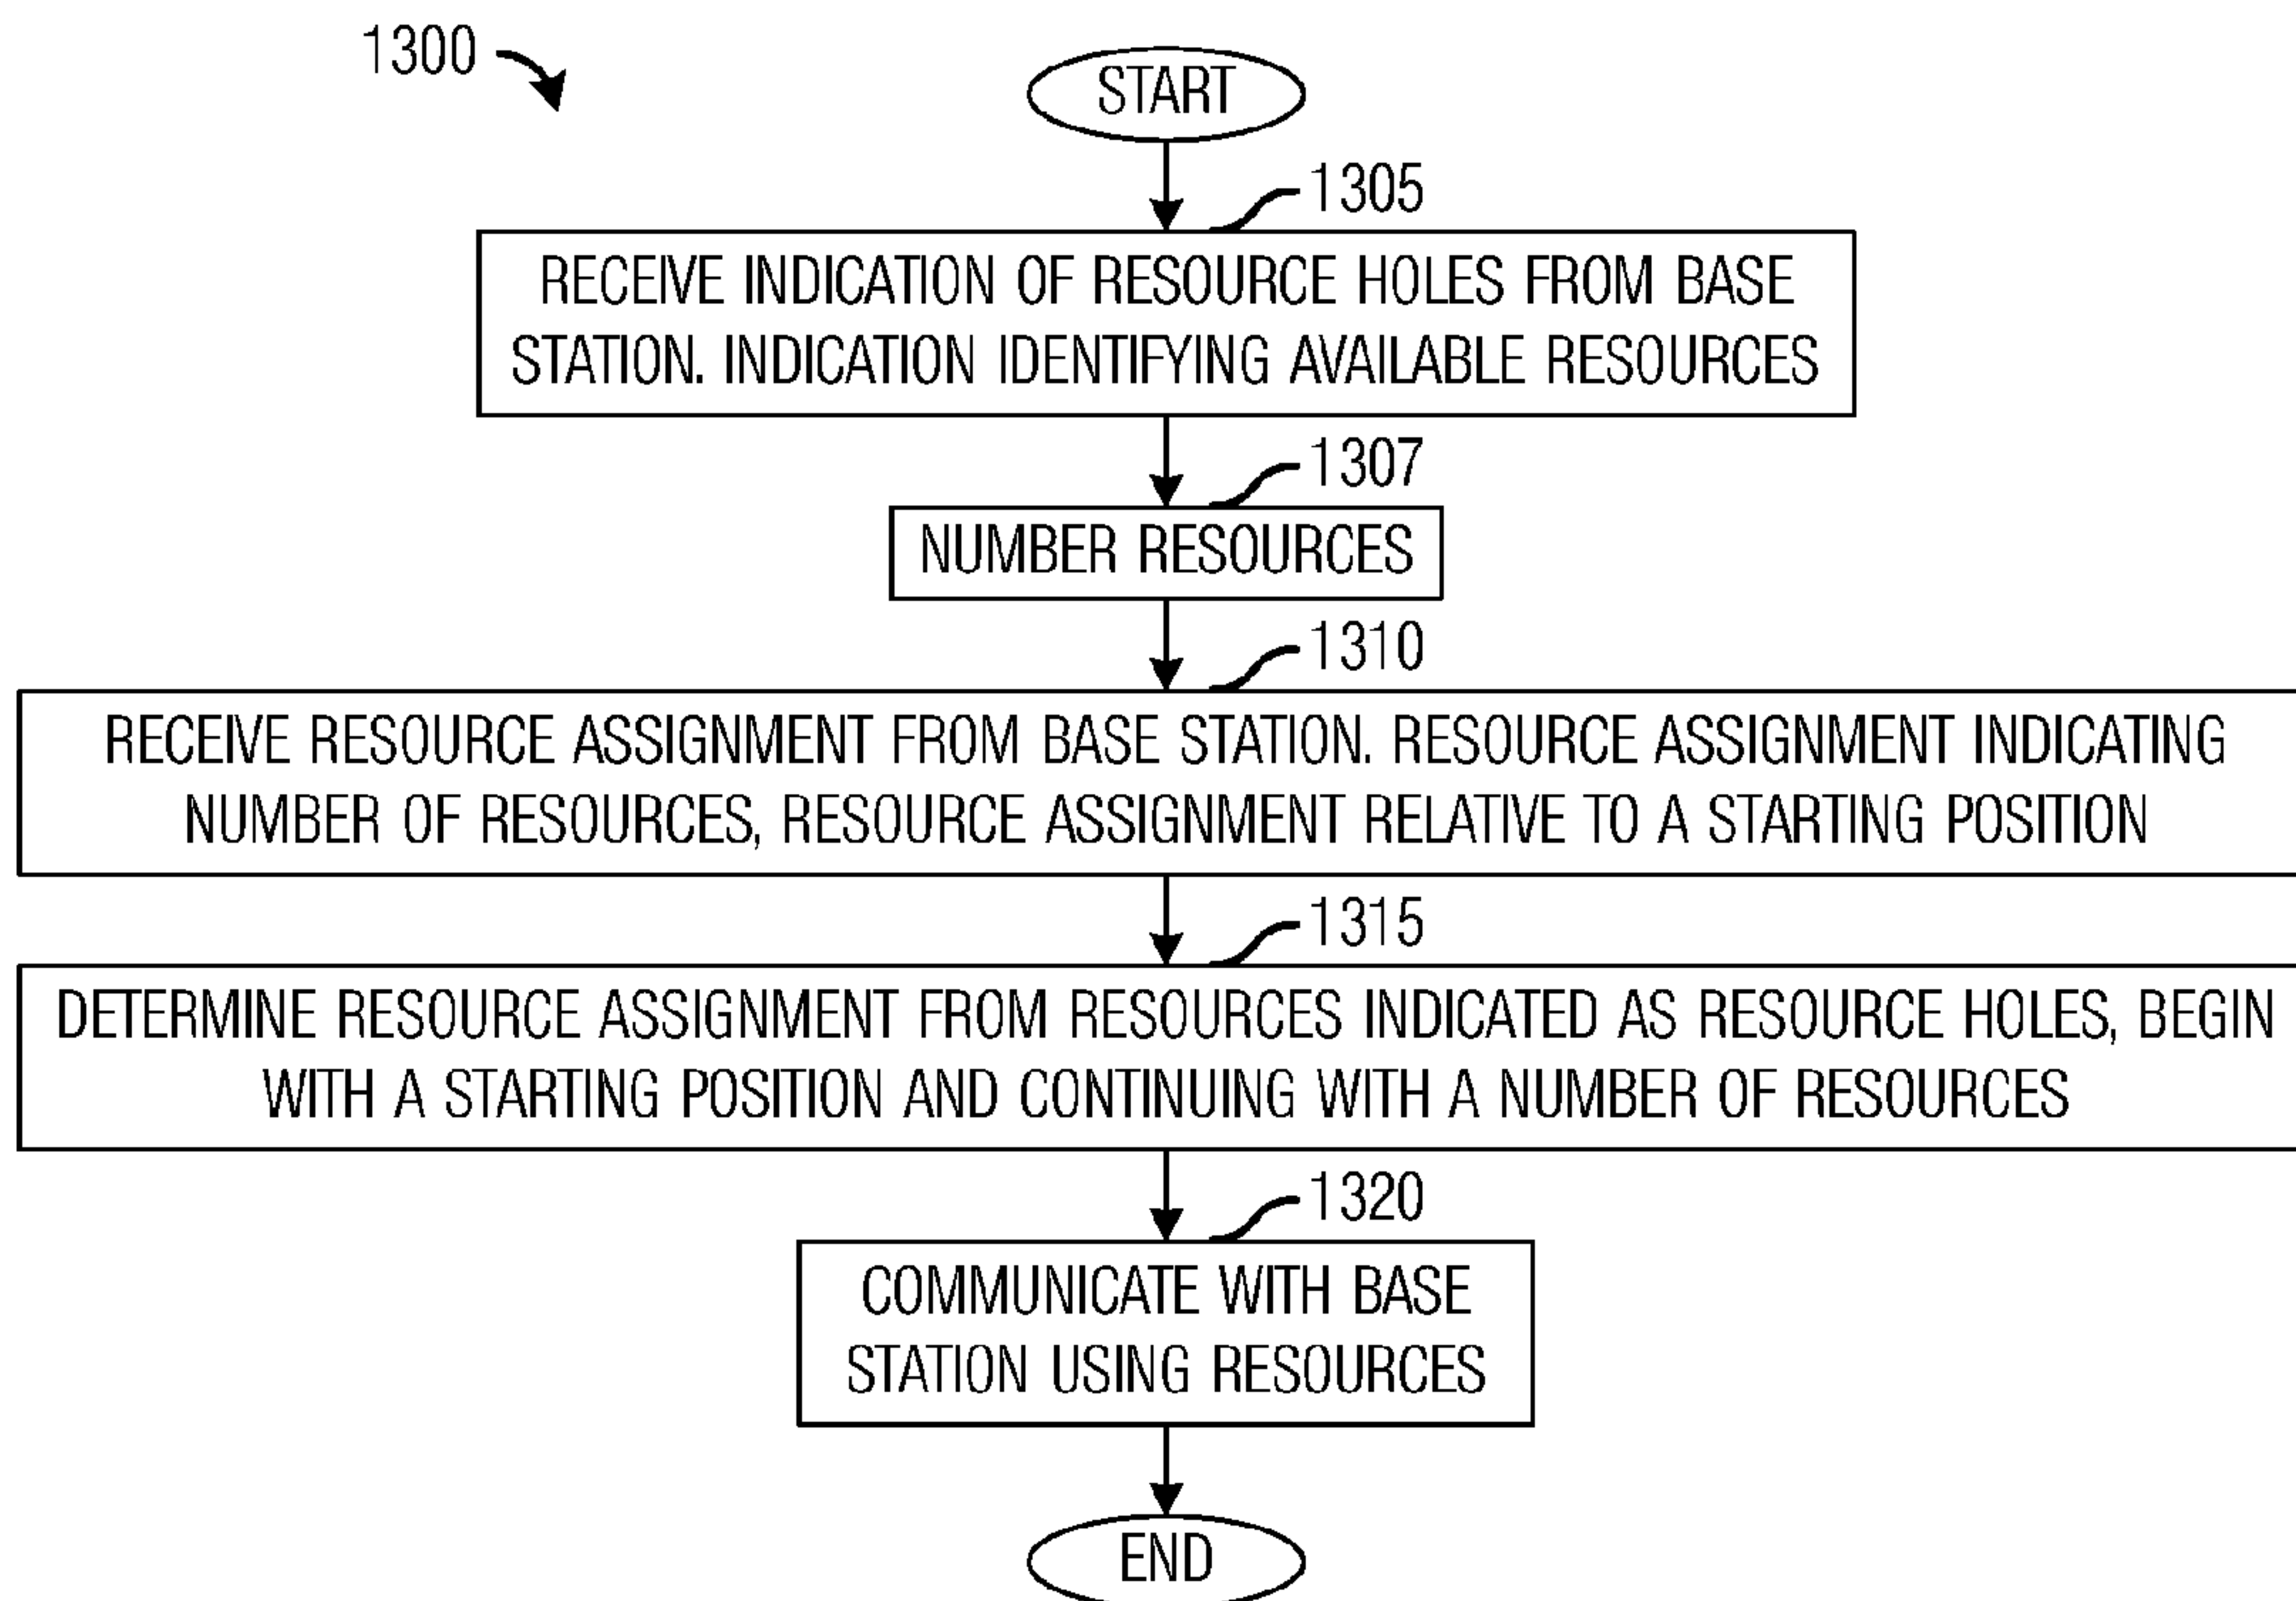 1300
START
1305
RECEIVE INDICATION OF RESOURCE HOLES FROM BASE
STATION. INDICATION IDENTIFYING AVAILABLE RESOURCES
1307
NUMBER RESOURCES
1310
RECEIVE RESOURCE ASSIGNMENT FROM BASE STATION. RESOURCE ASSIGNMENT INDICATING
NUMBER OF RESOURCES, RESOURCE ASSIGNMENT RELATIVE TO A STARTING POSITION
1315
DETERMINE RESOURCE ASSIGNMENT FROM RESOURCES INDICATED AS RESOURCE HOLES, BEGIN
WITH A STARTING POSITION AND CONTINUING WITH A NUMBER OF RESOURCES
1320
COMMUNICATE WITH BASE
STATION USING RESOURCES
END